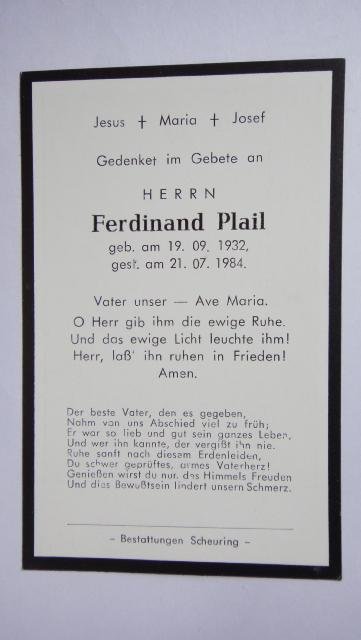 Jesus ✝ Maria ✝ Josef
Gedenket im Gebete an
HERRN
Ferdinand Plail
geb. am 19. 09. 1932,
gest. am 21. 07. 1984.
Vater unser — Ave Maria.
O Herr gib ihm die ewige Ruhe.
Und das ewige Licht leuchte ihm!
Herr, laß' ihn ruhen in Frieden!
Amen.
Der beste Vater, den es gegeben,
Nahm von uns Abschied viel zu früh;
Er war so lieb und gut sein ganzes Leben,
Und wer ihn kannte, der vergißt ihn nie.
Ruhe sanft nach diesem Erdenleiden,
Du schwer geprüftes, armes Vaterherz!
Genießen wirst du nur des Himmels Freuden
Und dies Bewußtsein lindert unsern Schmerz.
- Bestattungen Scheuring -